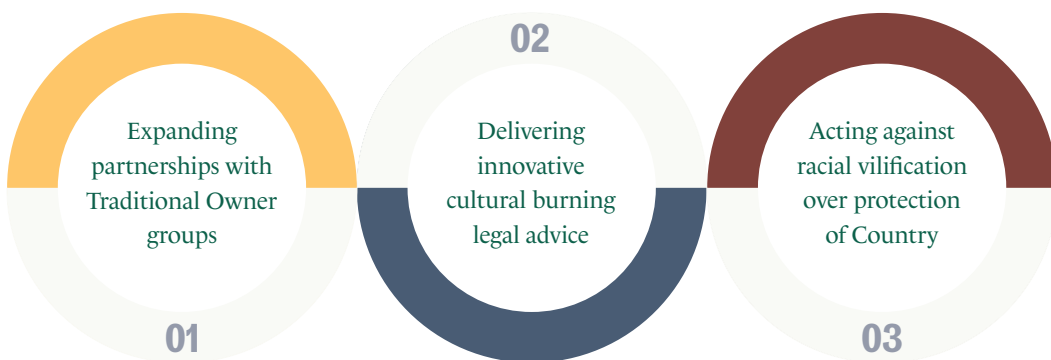 Expanding
partnerships with
Traditional Owner
groups
01
02
Delivering
innovative
cultural burning
legal advice
Acting against
racial vilification
over protection
of Country
03